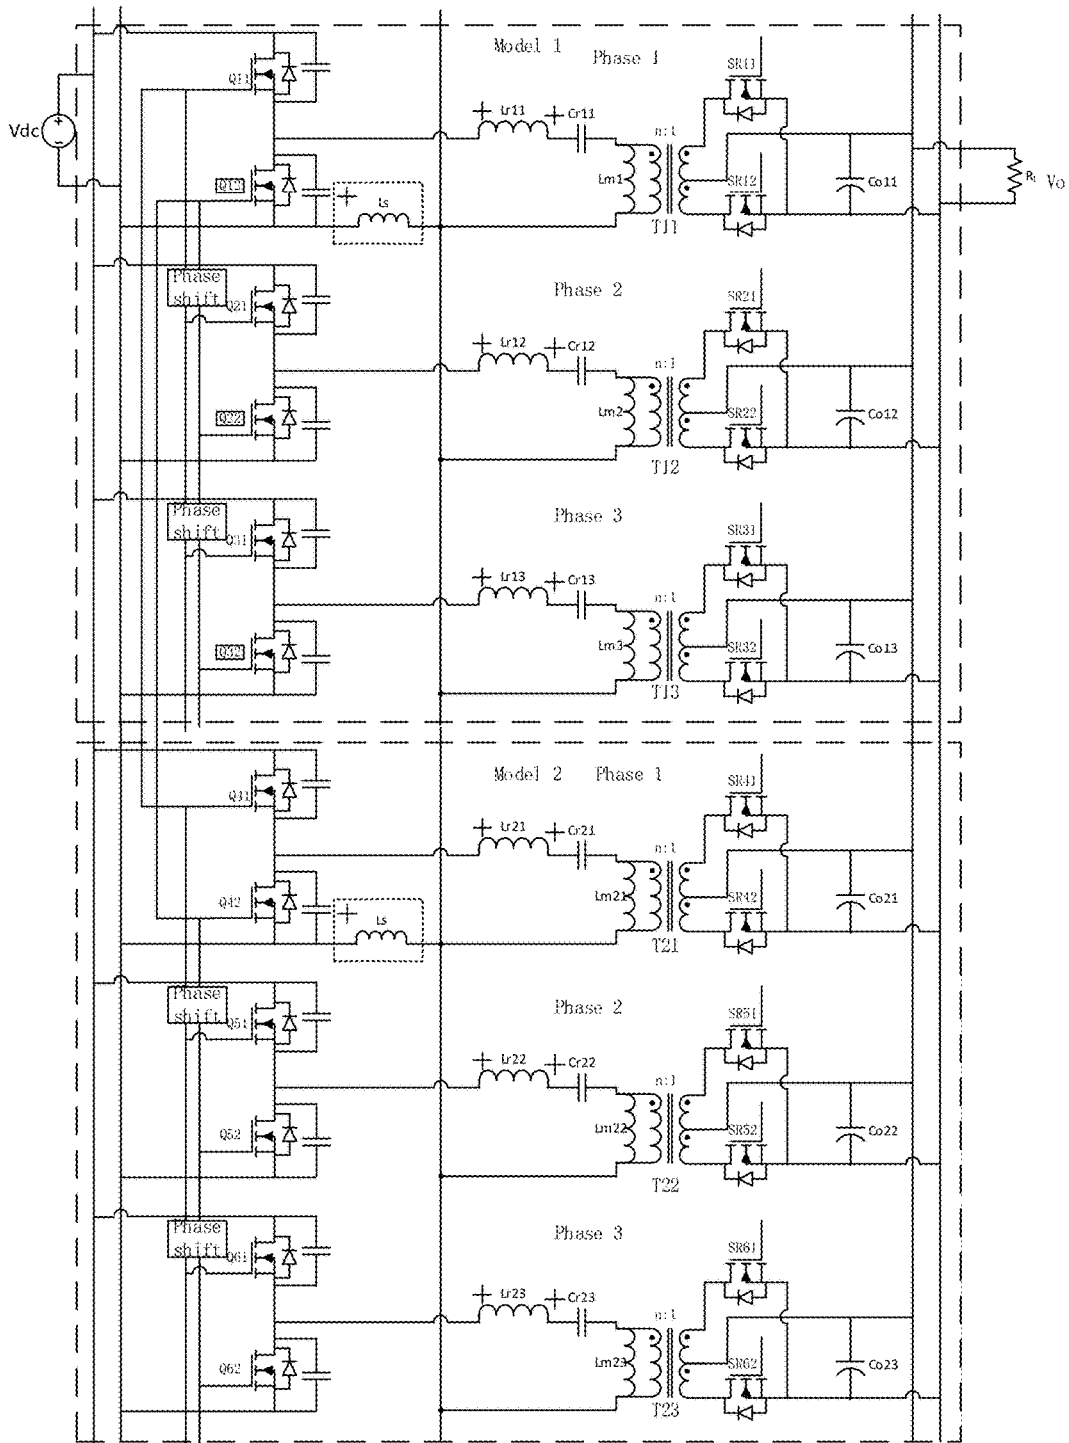 Model 1
Phase 1
SR11
Q11
Vdc
Lr11
Cr11
n:1
Lm1
T11
SR12
Co11
R
Vo
Q12
Ls
Phase shift
Q21
Phase 2
SR21
Lr12
Cr12
n:1
Lm2
T12
SR22
Co12
Q22
Phase shift
Q31
Phase 3
SR31
Lr13
Cr13
n:1
Lm3
T13
SR32
Co13
Q32
Model 2
Phase 1
SR41
Q41
Lr21
Cr21
n:1
Lm21
T21
SR42
Co21
Q42
Ls
Phase shift
Q51
Phase 2
SR51
Lr22
Cr22
n:1
Lm22
T22
SR52
Co22
Q52
Phase shift
Q61
Phase 3
SR61
Lr23
Cr23
n:1
Lm23
T23
SR62
Co23
Q62